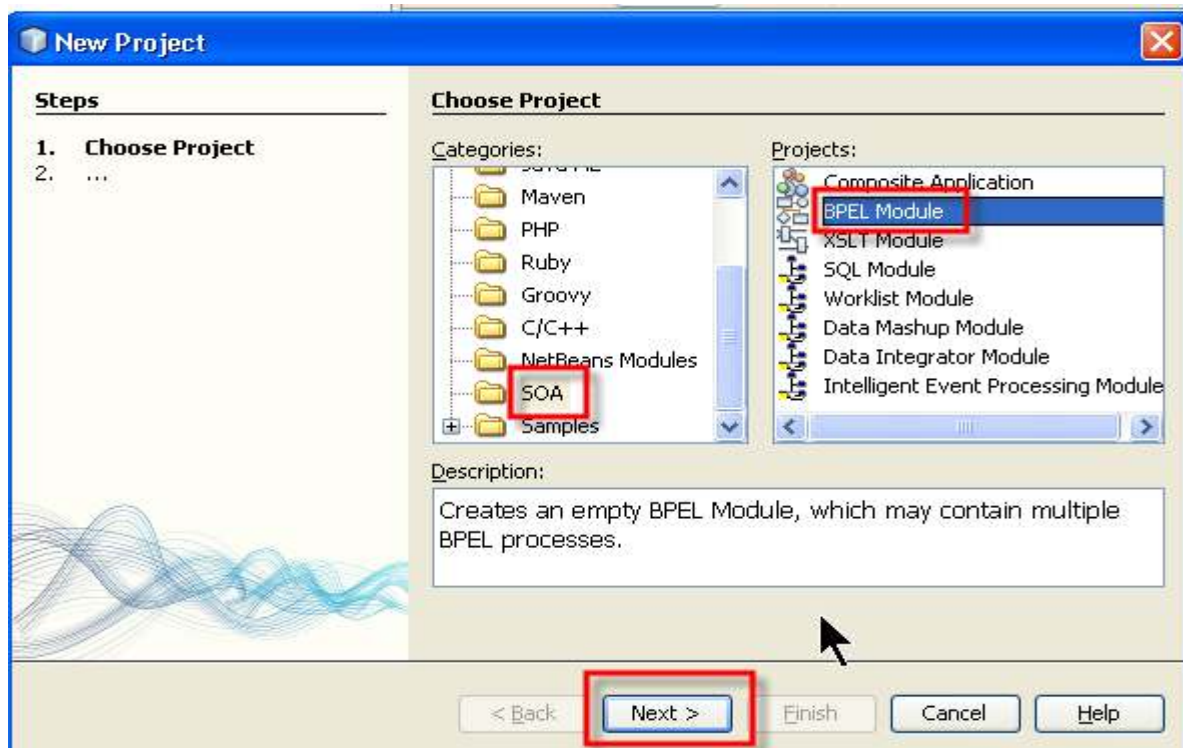 New Project
Steps
1. Choose Project
2. ...
Choose Project
Categories:
Maven
PHP
Ruby
Groovy
C/C++
NetBeans Modules
SOA
Samples
Projects:
Composite Application
BPEL Module
XSLT Module
SQL Module
Worklist Module
Data Mashup Module
Data Integrator Module
Intelligent Event Processing Module
Description:
Creates an empty BPEL Module, which may contain multiple
BPEL processes.
< Back
Next >
Finish
Cancel
Help